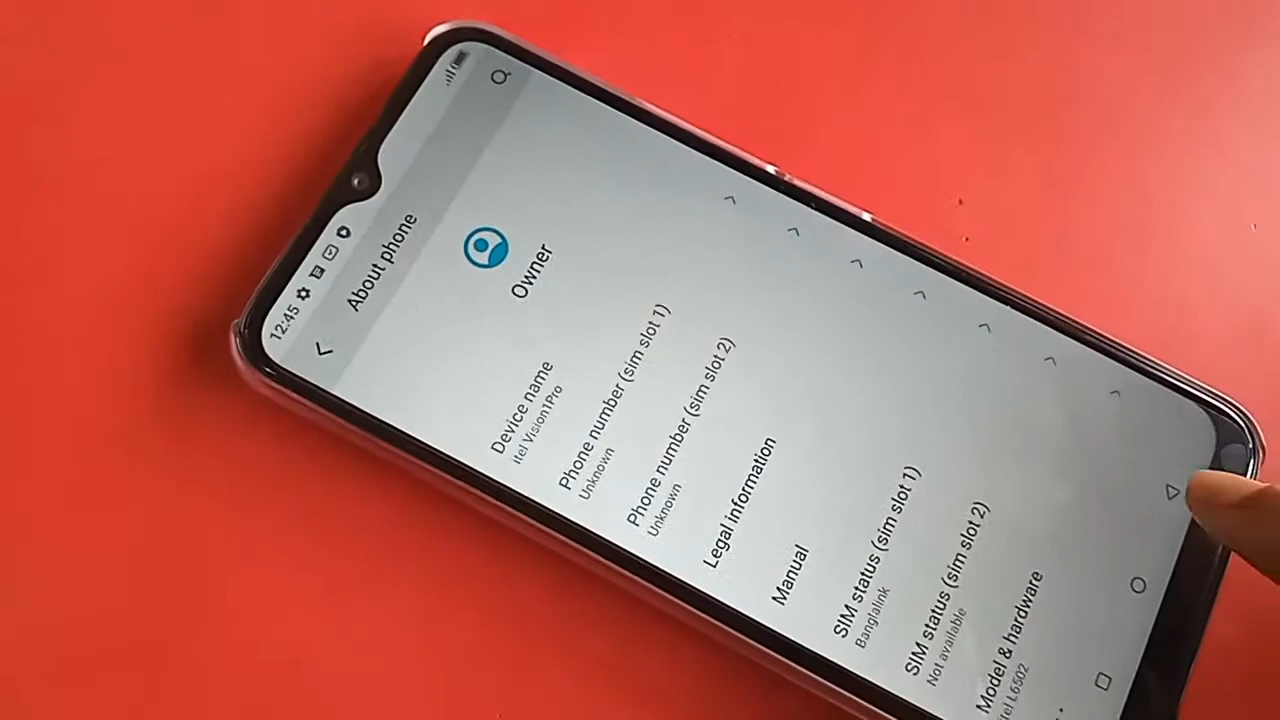 12:45
About phone
Owner
Device name
itel Vision1Pro
Phone number (sim slot 1)
Unknown
Phone number (sim slot 2)
Unknown
Legal information
Manual
SIM status (sim slot 1)
Banglalink
SIM status (sim slot 2)
Not available
Model & hardware
itel L6502